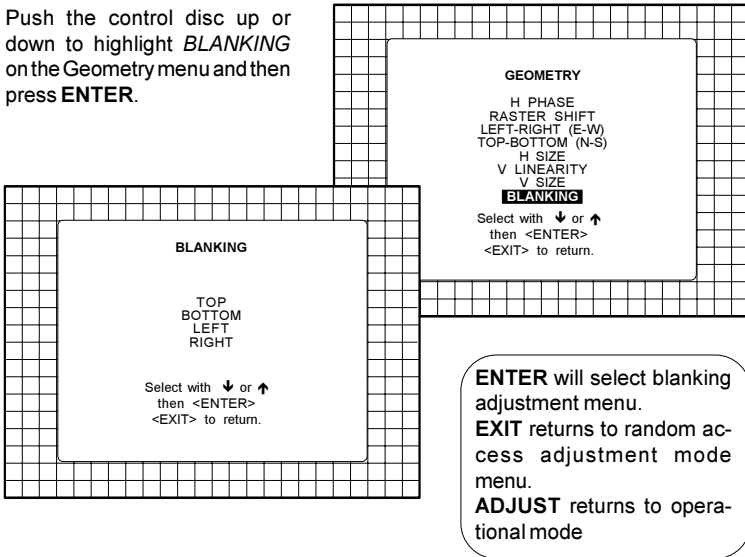 Push the control disc up or
down to highlight BLANKING
on the Geometry menu and then
press ENTER.
GEOMETRY
H PHASE
RASTER SHIFT
LEFT-RIGHT (E-W)
TOP-BOTTOM (N-S)
H SIZE
V LINEARITY
V SIZE
BLANKING
Select with ↓ or ↑
then <ENTER>
<EXIT> to return.
BLANKING
TOP
BOTTOM
LEFT
RIGHT
Select with ↓ or ↑
then <ENTER>
<EXIT> to return.
ENTER will select blanking
adjustment menu.
EXIT returns to random ac-
cess adjustment mode
menu.
ADJUST returns to opera-
tional mode